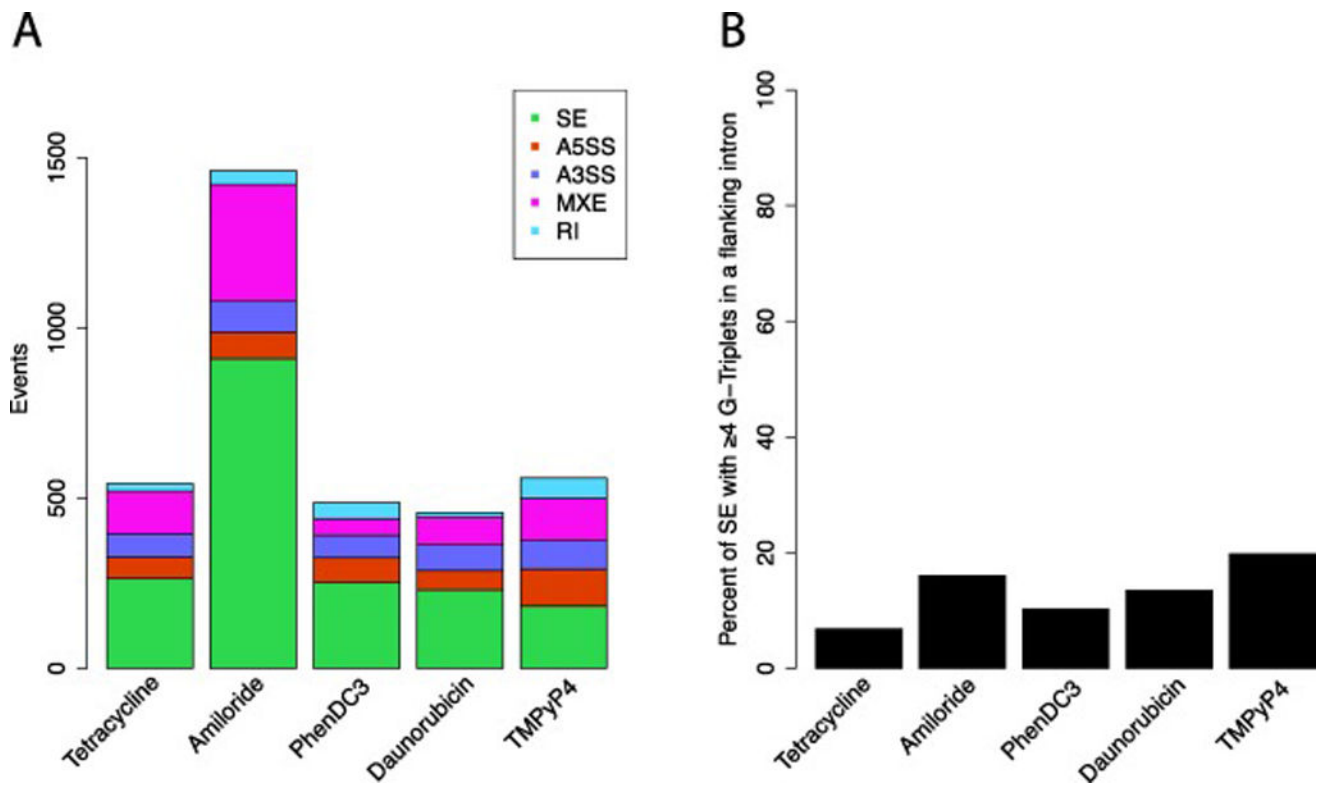 A
Events
0
500
1000
1500
SE
A5SS
A3SS
MXE
RI
Tetracycline
Amiloride
PhenDC3
Daunorubicin
TMPyP4
B
Percent of SE with ≥4 G−Triplets in a flanking intron
0
20
40
60
80
100
Tetracycline
Amiloride
PhenDC3
Daunorubicin
TMPyP4